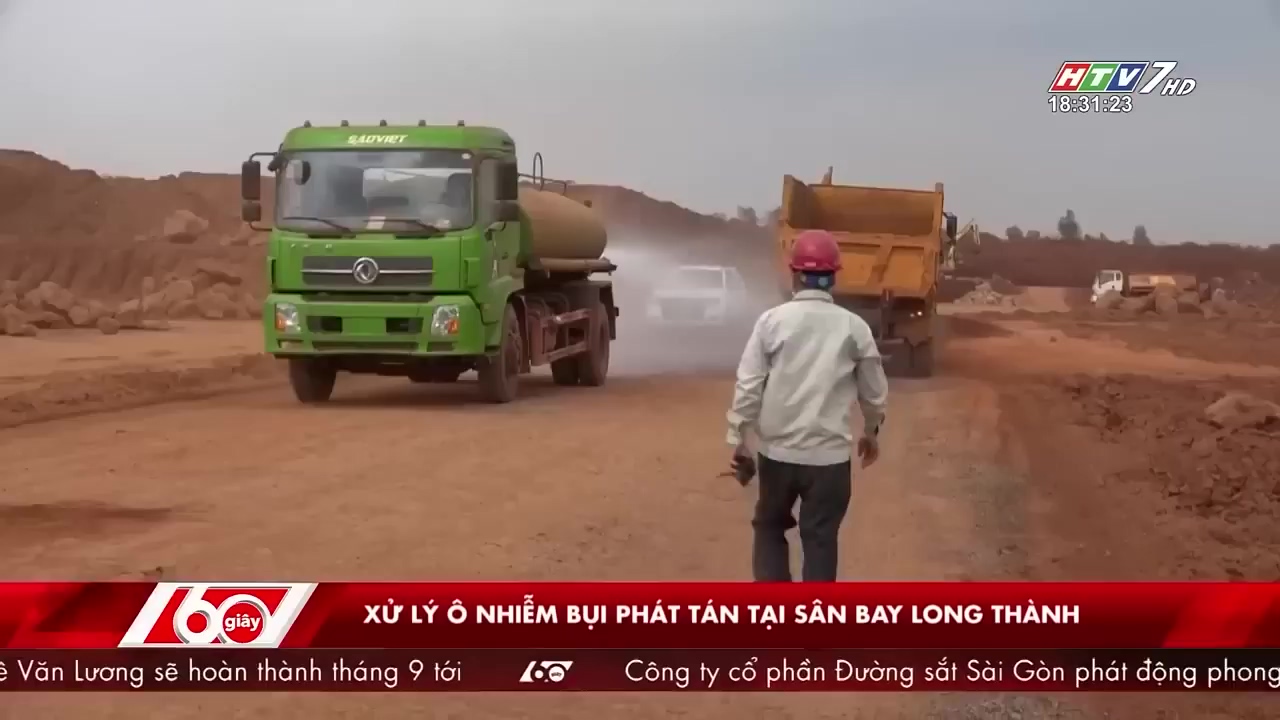 HTV7 HD
18:31:23
SAOVIET
60 giây
XỬ LÝ Ô NHIỄM BỤI PHÁT TÁN TẠI SÂN BAY LONG THÀNH
ê Văn Lương sẽ hoàn thành tháng 9 tới 60 giây Công ty cổ phần Đường sắt Sài Gòn phát động phong